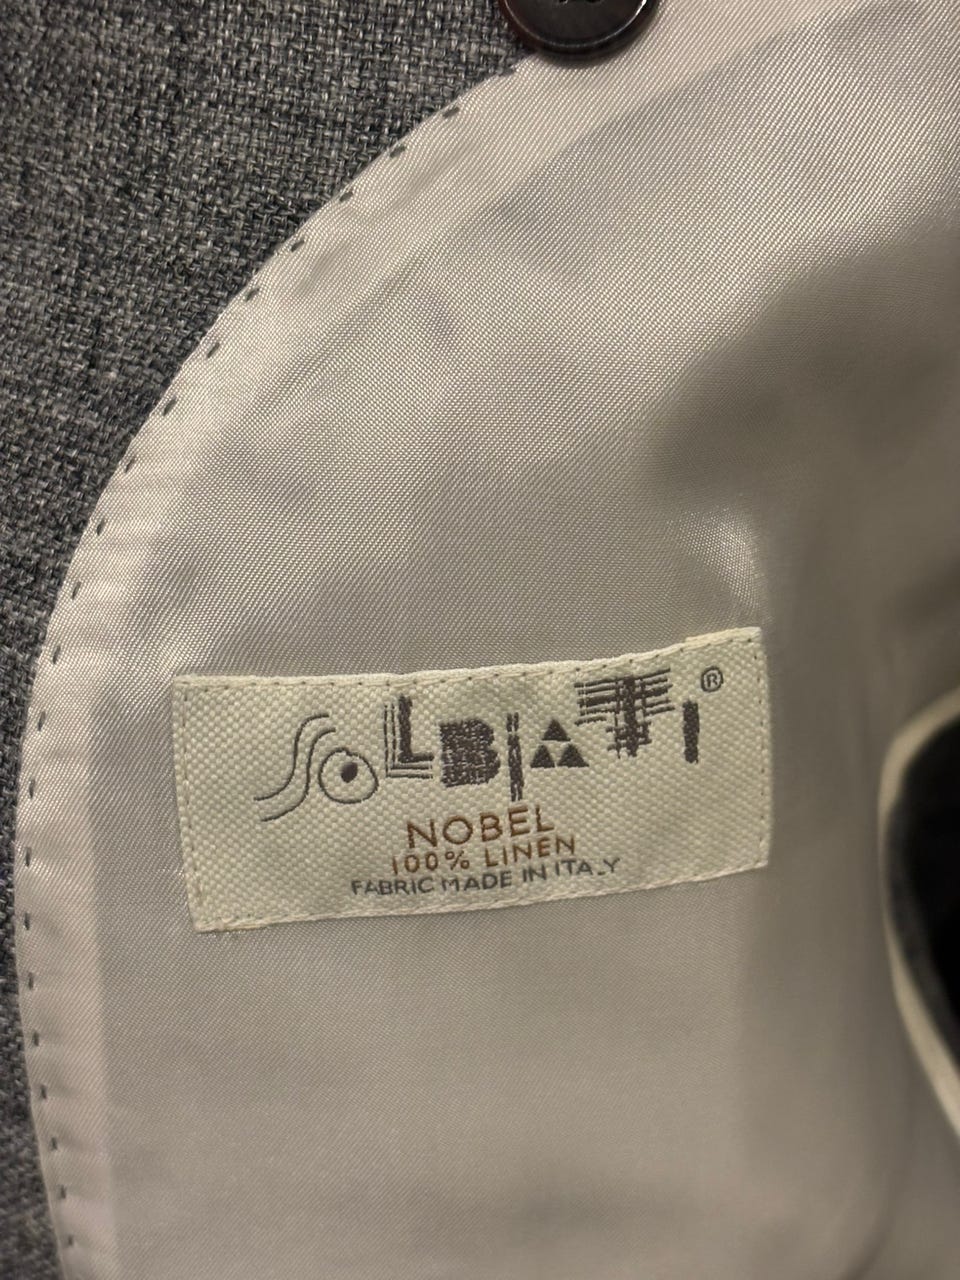 SOLBIATI®
NOBEL
100% LINEN
FABRIC MADE IN ITALY